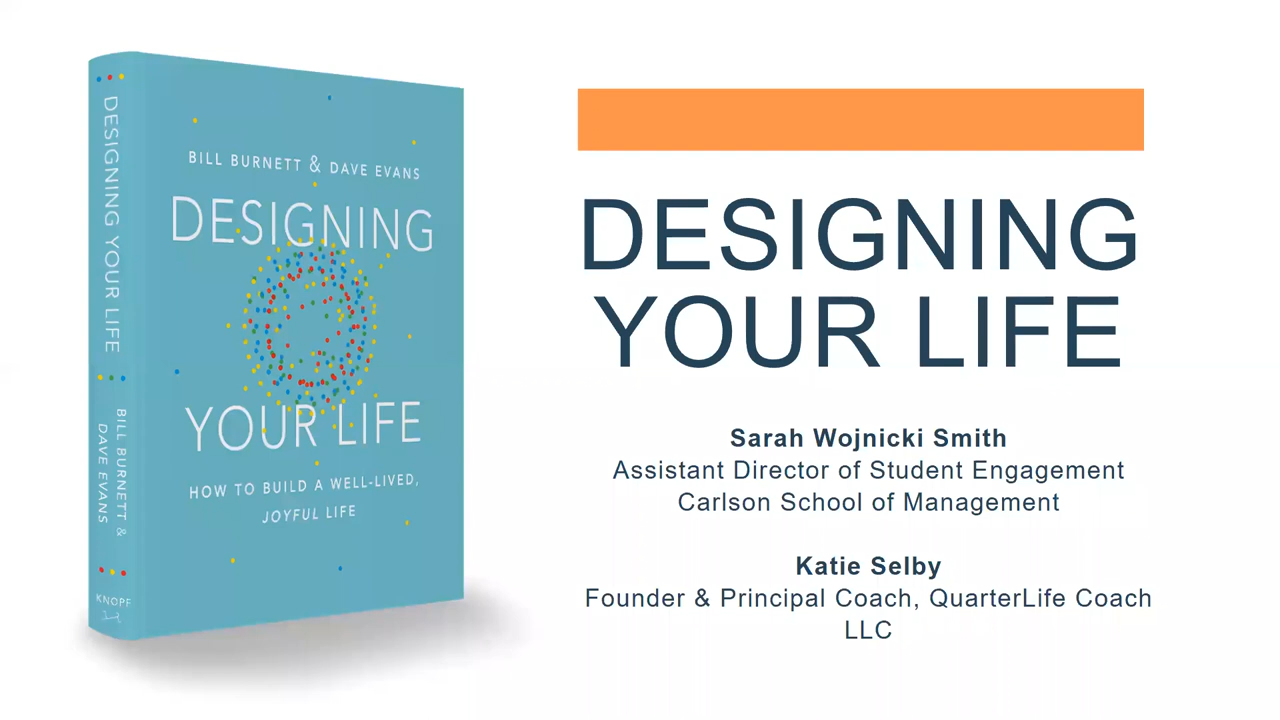 DESIGNING YOUR LIFE
BILL BURNETT &
DAVE EVANS
KNOPF
BILL BURNETT & DAVE EVANS
DESIGNING
YOUR LIFE
HOW TO BUILD A WELL-LIVED,
JOYFUL LIFE
DESIGNING
YOUR LIFE
Sarah Wojnicki Smith
Assistant Director of Student Engagement
Carlson School of Management
Katie Selby
Founder & Principal Coach, QuarterLife Coach
LLC